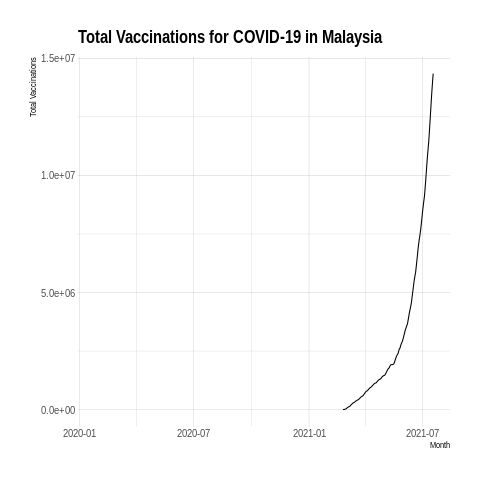 Total Vaccinations for COVID-19 in Malaysia
Total Vaccinations
1.5e+07
1.0e+07
5.0e+06
0.0e+00
2020-01 2020-07 2021-01 2021-07
Month